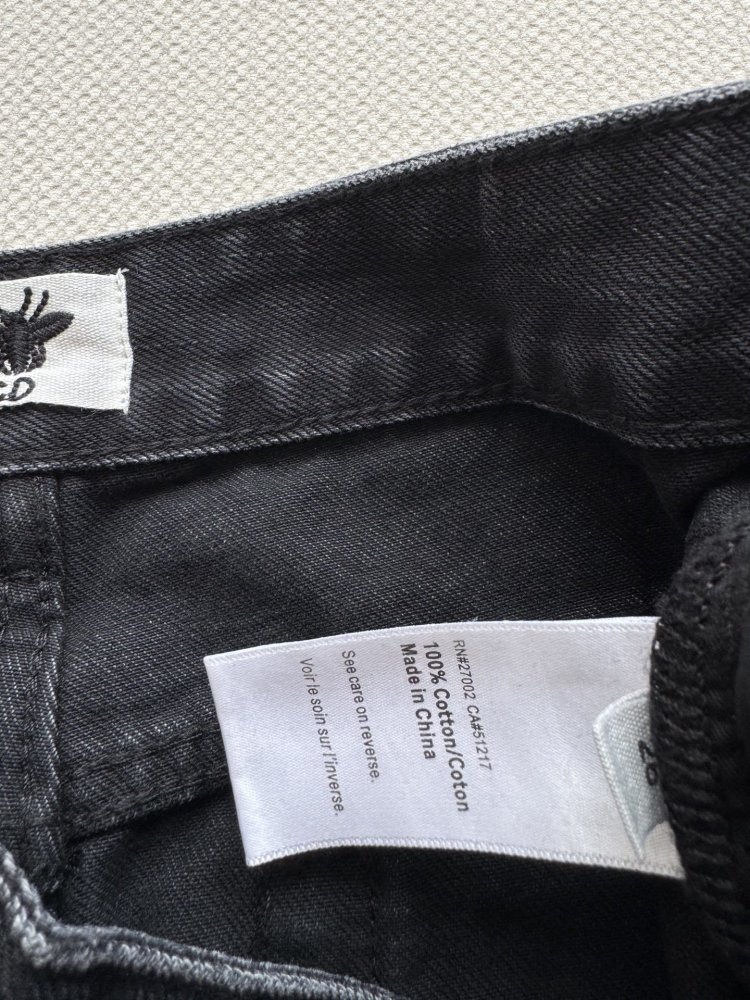 RN#27002 CA#51217
100% Cotton/Coton
Made in China
See care on reverse.
Voir le soin sur l'inverse.
26